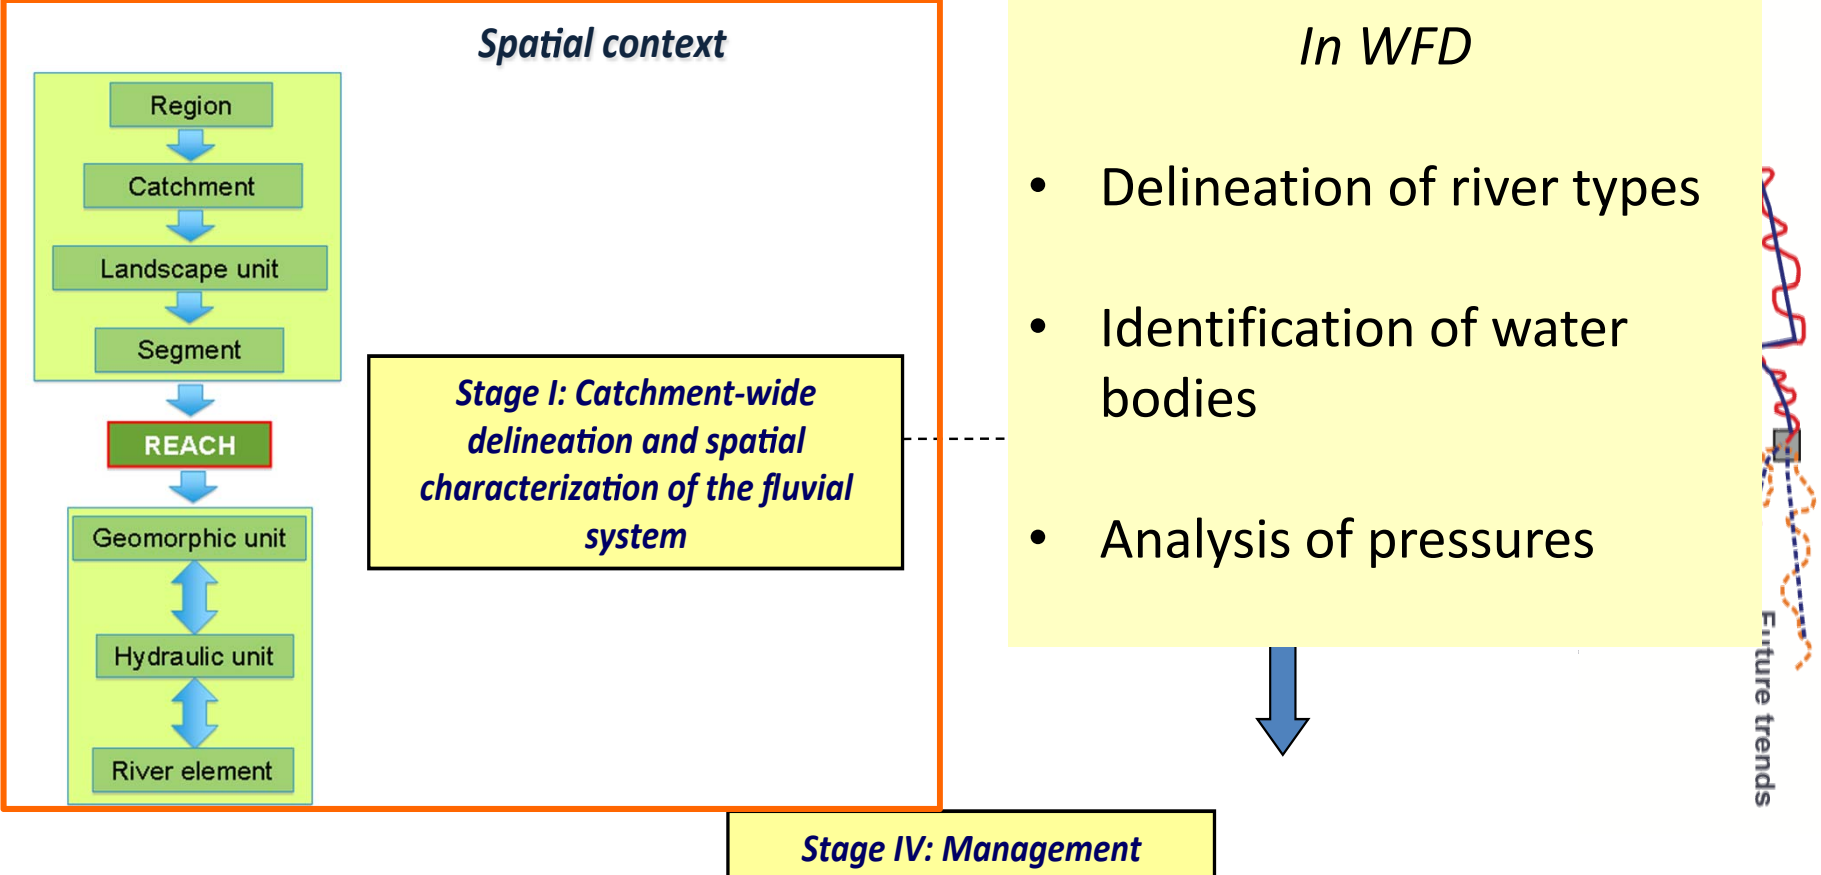 Spatial context
Region
Catchment
Landscape unit
Segment
REACH
Geomorphic unit
Hydraulic unit
River element
Stage I: Catchment-wide
delineation and spatial
characterization of the fluvial
system
In WFD
• Delineation of river types
• Identification of water
bodies
• Analysis of pressures
Future trends
Stage IV: Management